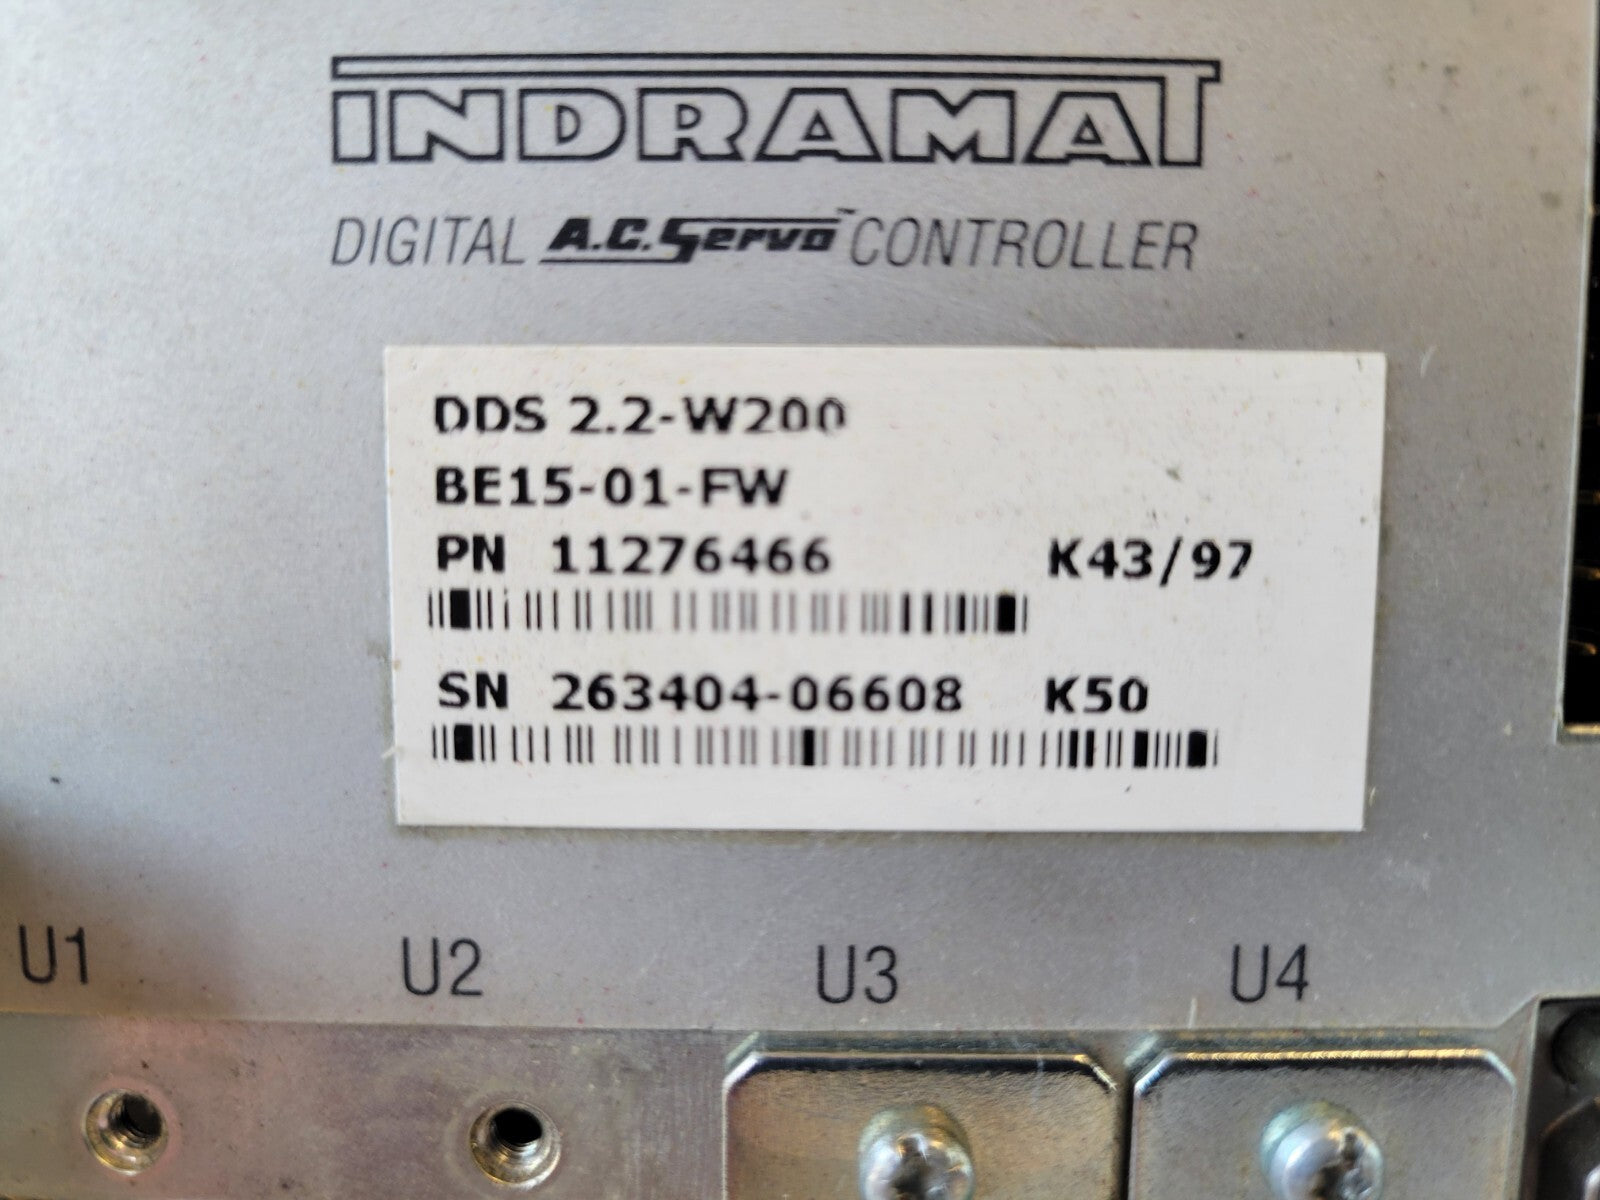 INDRAMAT
DIGITAL A.C. Servo™ CONTROLLER
DDS 2.2-W200
BE15-01-FW
PN 11276466 K43/97
SN 263404-06608 K50
U1 U2 U3 U4